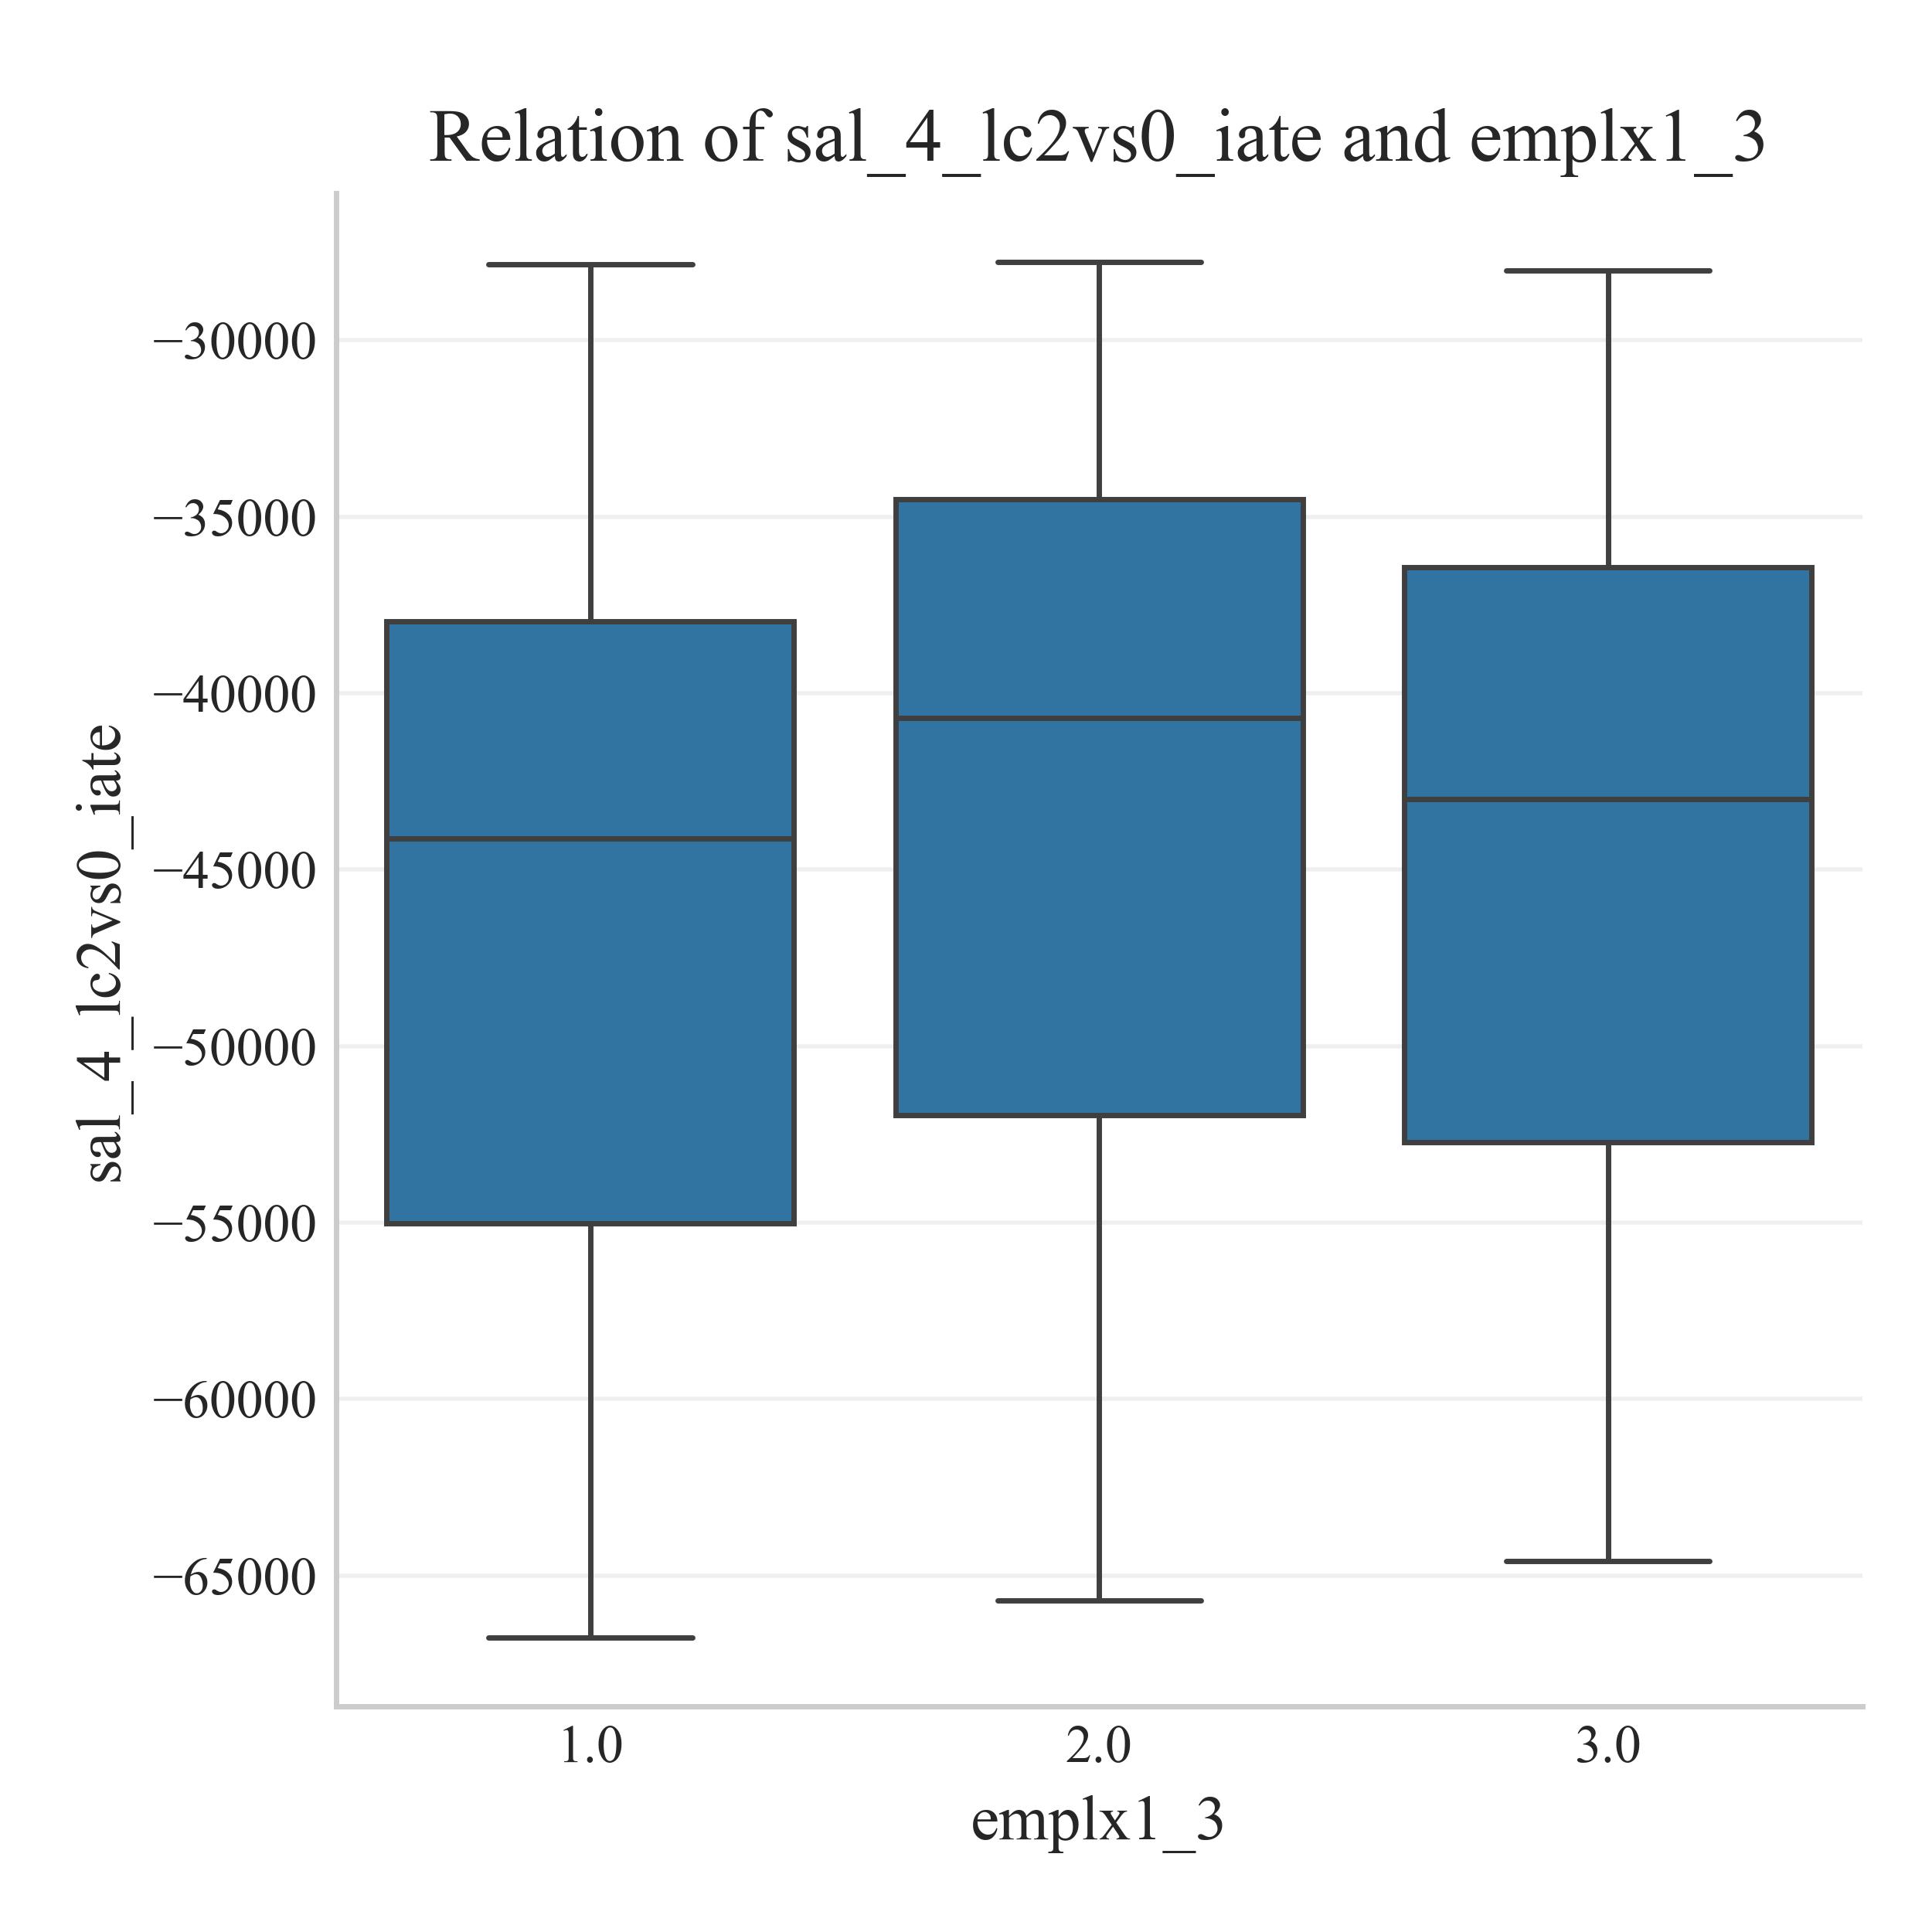 Relation of sal_4_lc2vs0_iate and emplx1_3
sal_4_lc2vs0_iate
−30000
−35000
−40000
−45000
−50000
−55000
−60000
−65000
1.0 2.0 3.0
emplx1_3